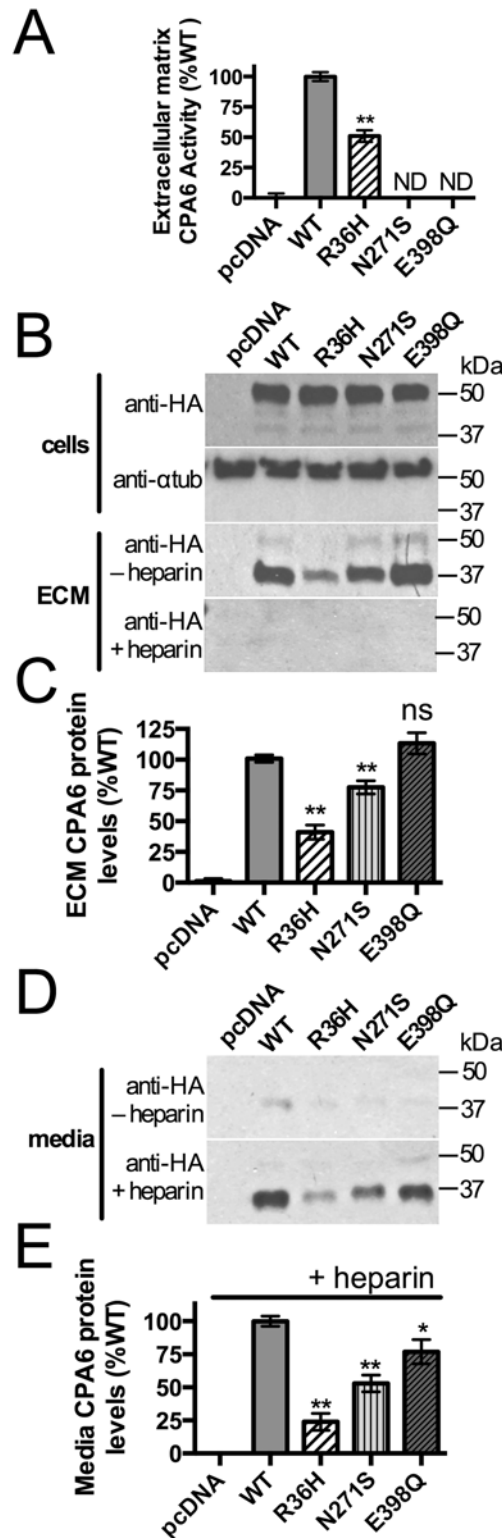 A
Extracellular matrix
CPA6 Activity (%WT)
100
75
50
25
0
**
ND ND
pcDNA WT R36H N271S E398Q
B
pcDNA WT R36H N271S E398Q
kDa
cells
anti-HA
50
37
anti-αtub
50
37
ECM
anti-HA
– heparin
50
37
anti-HA
+ heparin
50
37
C
ECM CPA6 protein
levels (%WT)
125
100
75
50
25
0
** ** ns
pcDNA WT R36H N271S E398Q
D
pcDNA WT R36H N271S E398Q
kDa
media
anti-HA
– heparin
50
37
anti-HA
+ heparin
50
37
E
+ heparin
Media CPA6 protein
levels (%WT)
100
75
50
25
0
** ** *
pcDNA WT R36H N271S E398Q